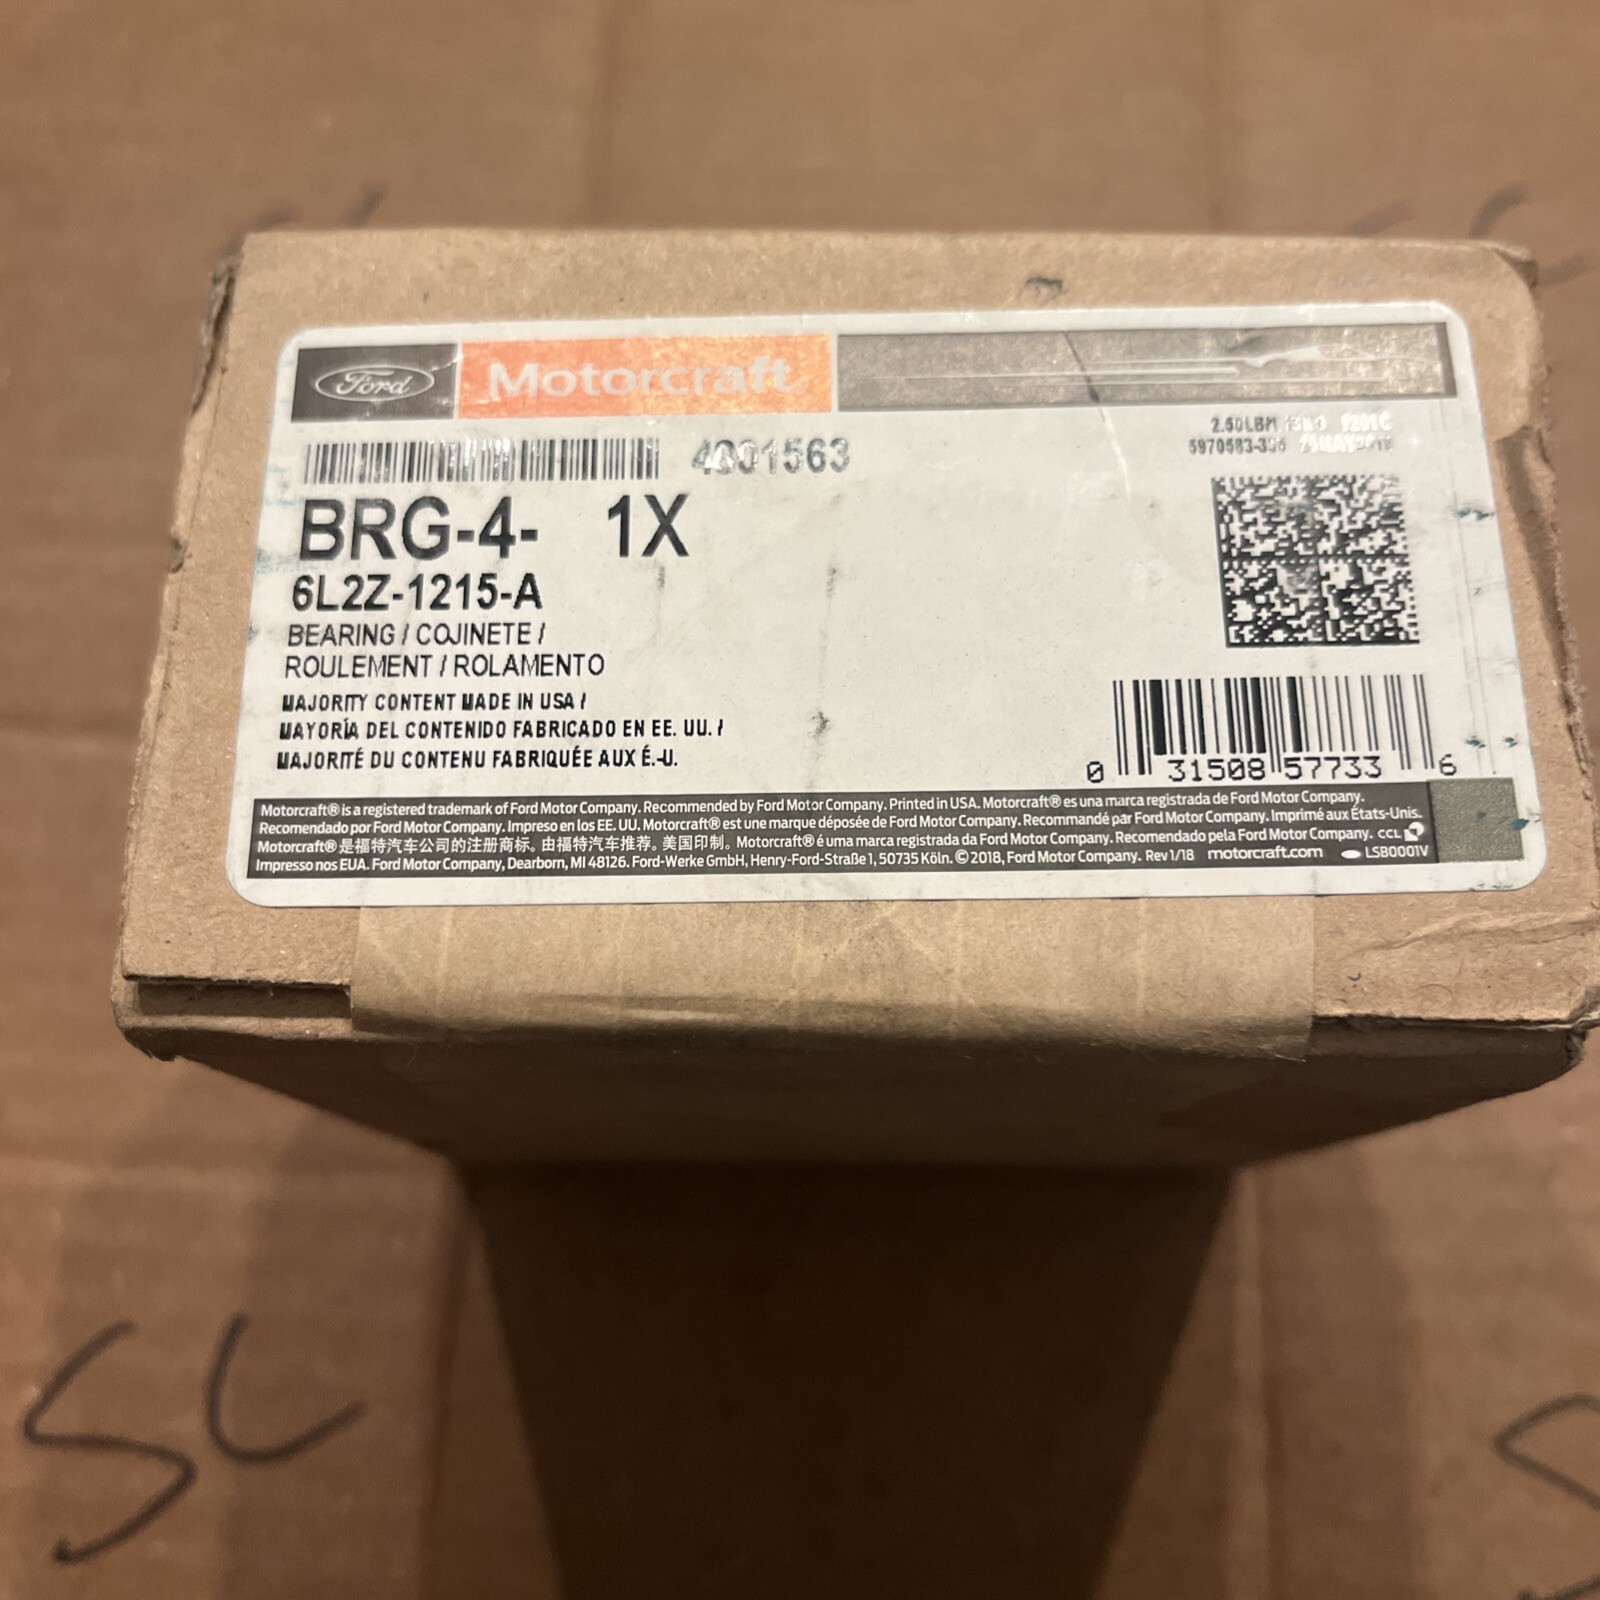 Ford Motorcraft
4001563
2.50LBM
5970583-
BRG-4- 1X
6L2Z-1215-A
BEARING / COJINETE /
ROULEMENT / ROLAMENTO
MAJORITY CONTENT MADE IN USA /
MAYORÍA DEL CONTENIDO FABRICADO EN EE. UU. /
MAJORITÉ DU CONTENU FABRIQUÉE AUX É.-U.
0 31508 57733 6
Motorcraft® is a registered trademark of Ford Motor Company. Recommended by Ford Motor Company. Printed in USA. Motorcraft® es una marca registrada de Ford Motor Company.
Recomendado por Ford Motor Company. Impreso en los EE. UU. Motorcraft® est une marque déposée de Ford Motor Company. Recommandé par Ford Motor Company. Imprimé aux États-Unis.
Motorcraft® 是福特汽车公司的注册商标。由福特汽车推荐。美国印制。Motorcraft® é uma marca registrada da Ford Motor Company. Recomendado pela Ford Motor Company. CCL
Impresso nos EUA. Ford Motor Company, Dearborn, MI 48126. Ford-Werke GmbH, Henry-Ford-Straße 1, 50735 Köln. © 2018, Ford Motor Company. Rev 1/18 motorcraft.com LSB0001V
SC